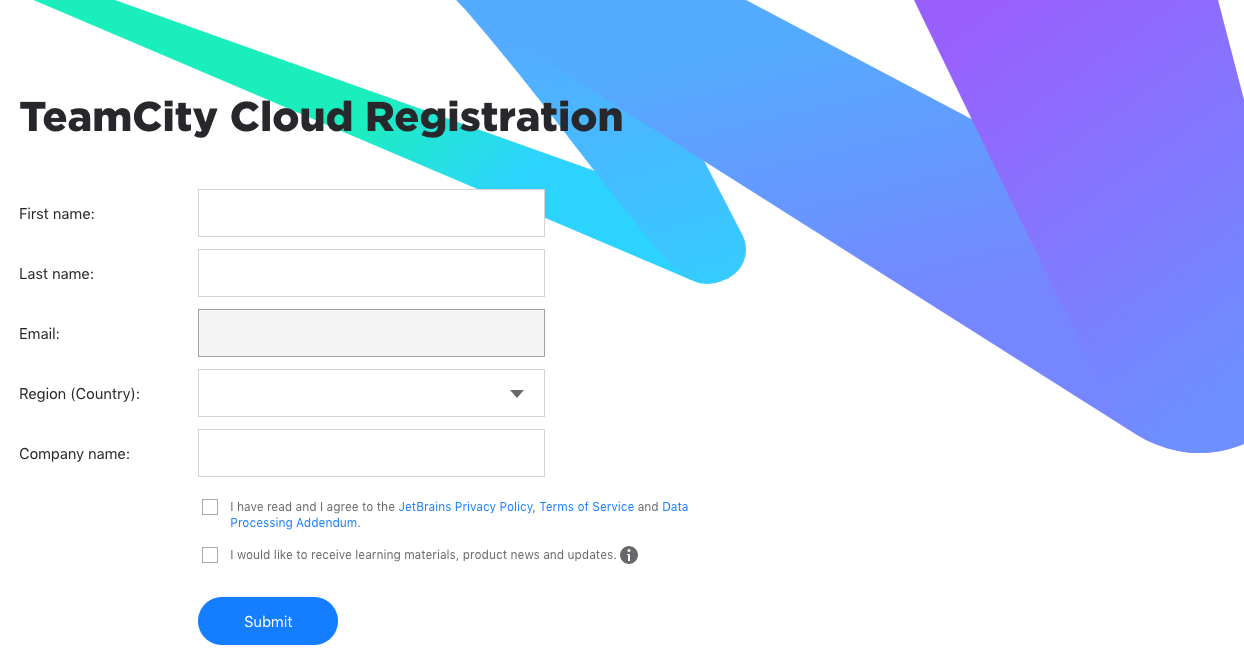 TeamCity Cloud Registration
First name:
Last name:
Email:
Region (Country):
Company name:
I have read and I agree to the JetBrains Privacy Policy, Terms of Service and Data
Processing Addendum.
I would like to receive learning materials, product news and updates.
Submit